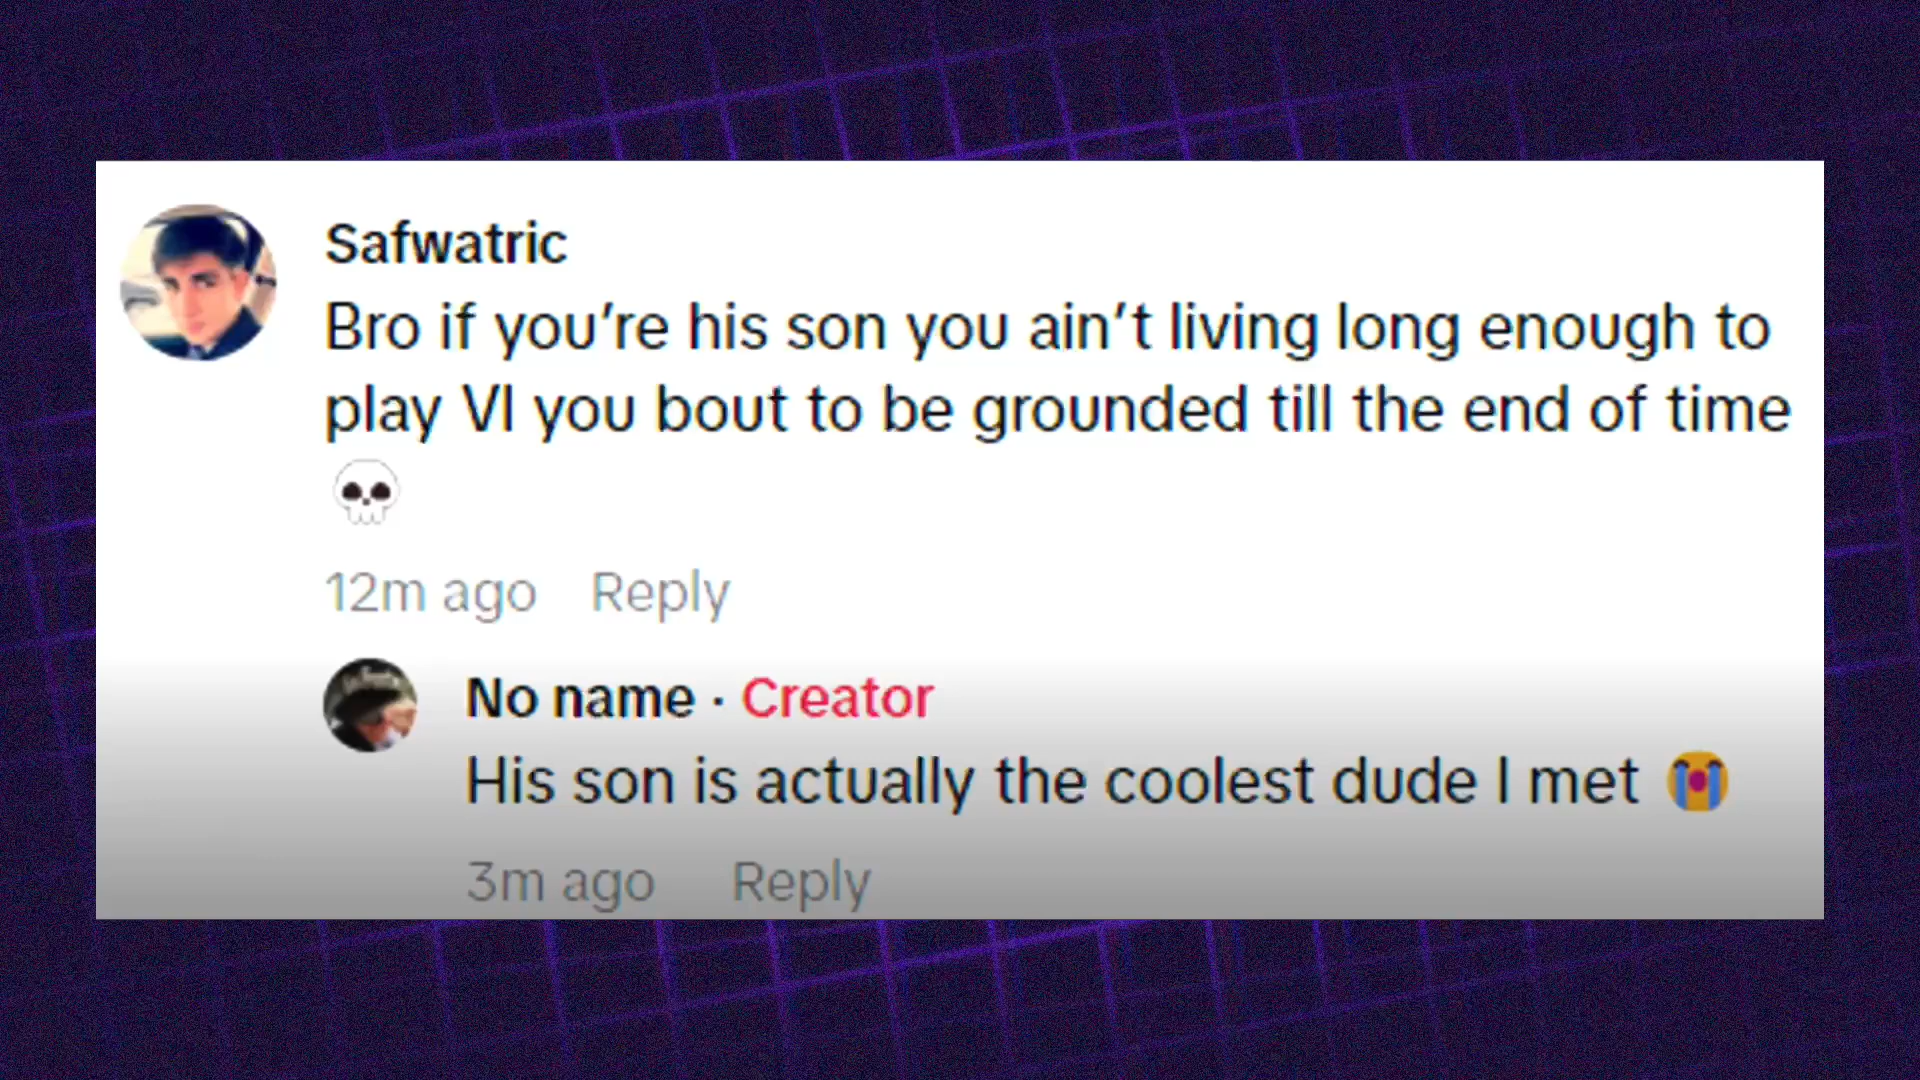 Safwatric
Bro if you’re his son you ain’t living long enough to
play VI you bout to be grounded till the end of time
💀
12m ago Reply
No name · Creator
His son is actually the coolest dude I met 😭
3m ago Reply